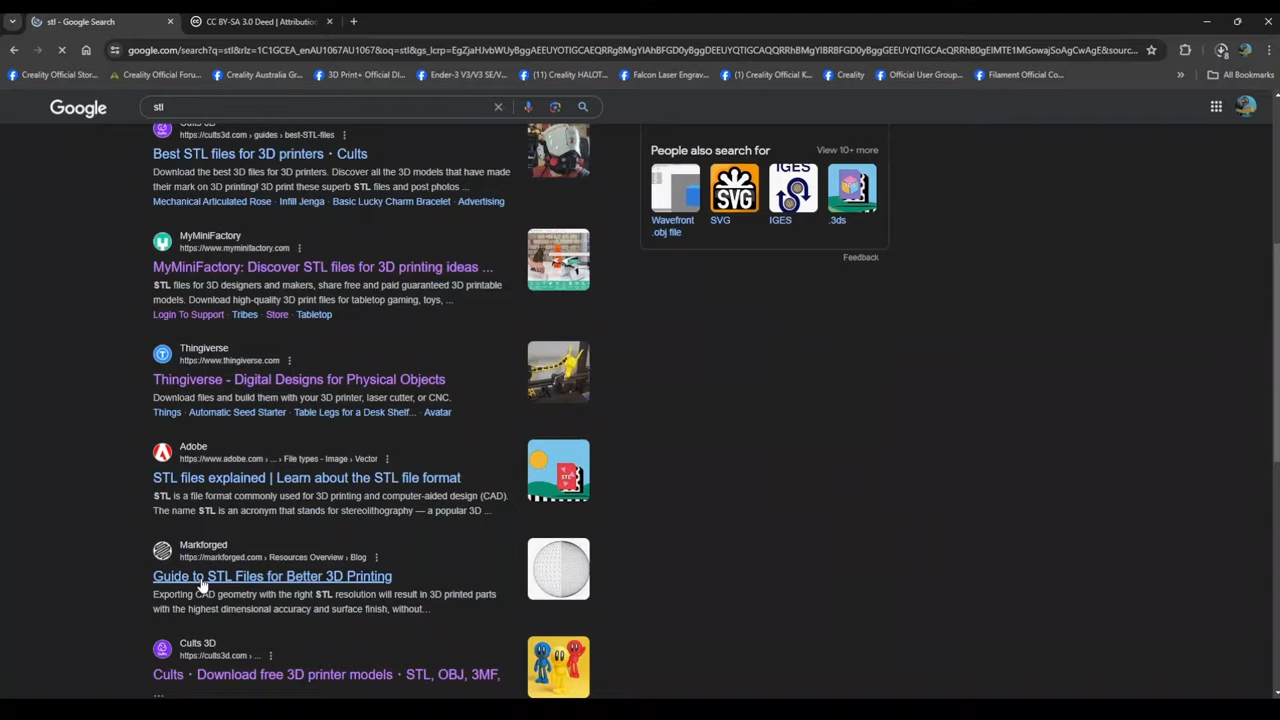 stl - Google Search
CC BY-SA 3.0 Deed | Attributio
Creality Official Store...
Creality Official Foru...
Creality Australia Gr...
3D Print+ Official DI...
Ender-3 V3/V3 SE/V...
(11) Creality HALOT...
Falcon Laser Engrav...
(1) Creality Official K...
Creality
Official User Group...
Filament Official Co...
All Bookmarks
Google
stl
https://cults3d.com › guides › best-STL-files
Best STL files for 3D printers・Cults
Download the best 3D files for 3D printers. Discover all the 3D models that have made
their mark on 3D printing! 3D print these superb STL files and post photos ...
Mechanical Articulated Rose · Infill Jenga · Basic Lucky Charm Bracelet · Advertising
MyMiniFactory
https://www.myminifactory.com
MyMiniFactory: Discover STL files for 3D printing ideas ...
STL files for 3D designers and makers, share free and paid guaranteed 3D printable
models. Download high-quality 3D print files for tabletop gaming, toys, ...
Login To Support · Tribes · Store · Tabletop
Thingiverse
https://www.thingiverse.com
Thingiverse - Digital Designs for Physical Objects
Download files and build them with your 3D printer, laser cutter, or CNC.
Things · Automatic Seed Starter · Table Legs for a Desk Shelf... · Avatar
Adobe
https://www.adobe.com › ... › File types - Image › Vector
STL files explained | Learn about the STL file format
STL is a file format commonly used for 3D printing and computer-aided design (CAD).
The name STL is an acronym that stands for stereolithography — a popular 3D ...
Markforged
https://markforged.com › Resources Overview › Blog
Guide to STL Files for Better 3D Printing
Exporting CAD geometry with the right STL resolution will result in 3D printed parts
with the highest dimensional accuracy and surface finish, without...
Cults 3D
https://cults3d.com › ...
Cults・Download free 3D printer models・STL, OBJ, 3MF,
...
People also search for
View 10+ more
SVG
IGES
Wavefront
.obj file
SVG
IGES
.3ds
Feedback